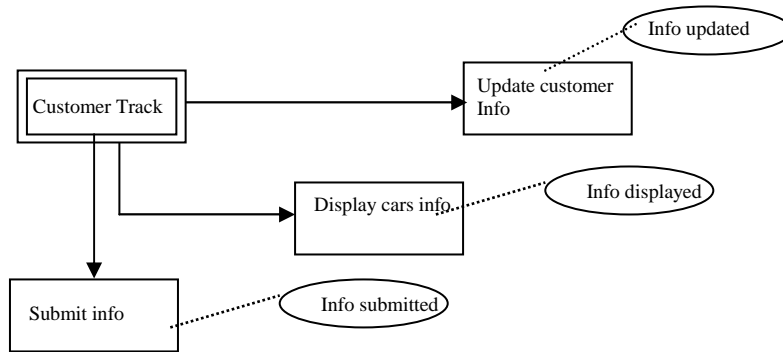 Info updated
Update customer
Info
Customer Track
Display cars info
Info displayed
Submit info
Info submitted